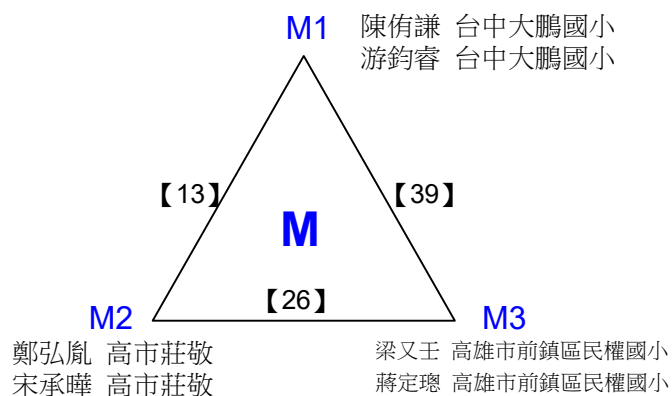 M1
陳侑謙 台中大鵬國小
游鈞睿 台中大鵬國小
【13】
【39】
M
【26】
M2
M3
鄭弘胤 高市莊敬
宋承曄 高市莊敬
梁又壬 高雄市前鎮區民權國小
蔣定璁 高雄市前鎮區民權國小